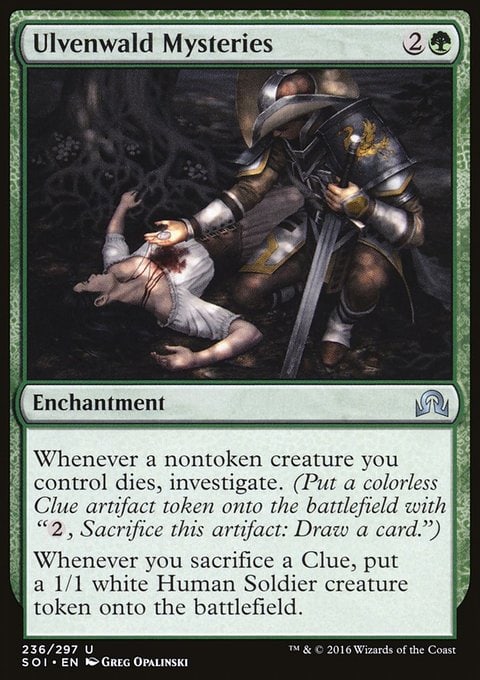 Ulvenwald Mysteries 2
Enchantment
Whenever a nontoken creature you
control dies, investigate. (Put a colorless
Clue artifact token onto the battlefield with
“2, Sacrifice this artifact: Draw a card.”)
Whenever you sacrifice a Clue, put
a 1/1 white Human Soldier creature
token onto the battlefield.
236/297 U
SOI • EN Greg Opalinski
™ & © 2016 Wizards of the Coast